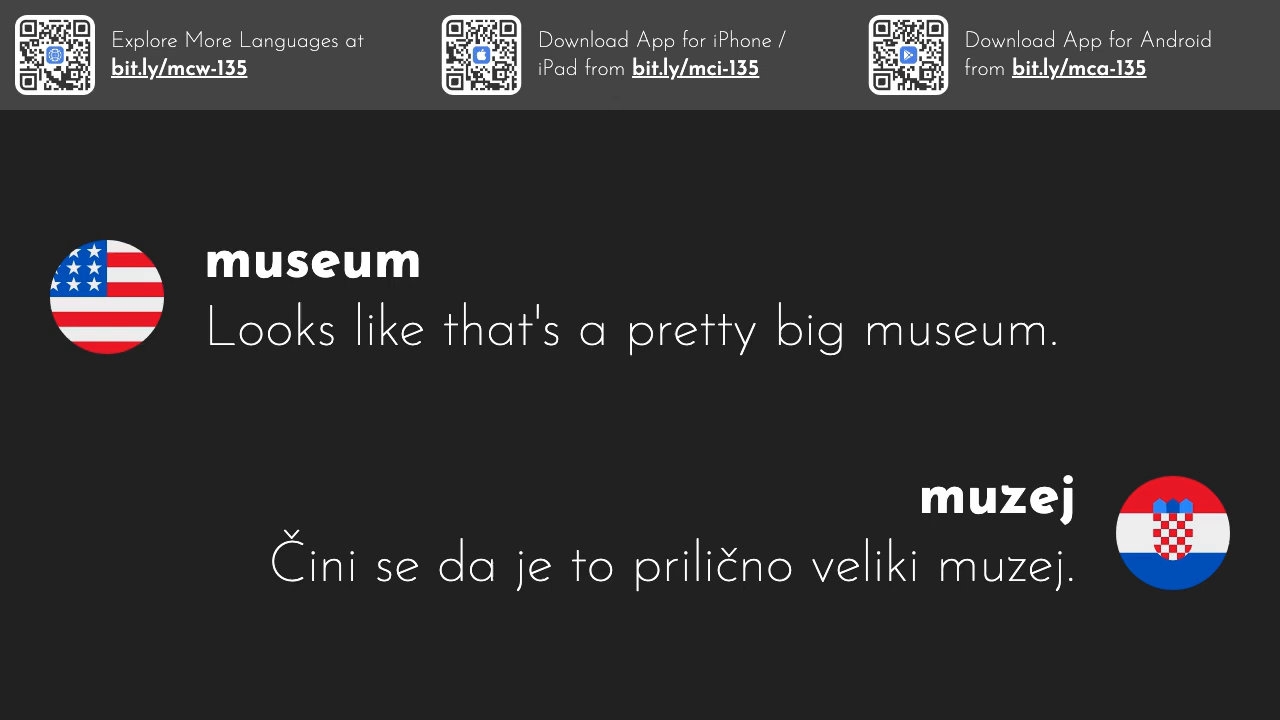 Explore More Languages at
bit.ly/mcw-135
Download App for iPhone /
iPad from bit.ly/mci-135
Download App for Android
from bit.ly/mca-135
museum
Looks like that's a pretty big museum.
muzej
Čini se da je to prilično veliki muzej.